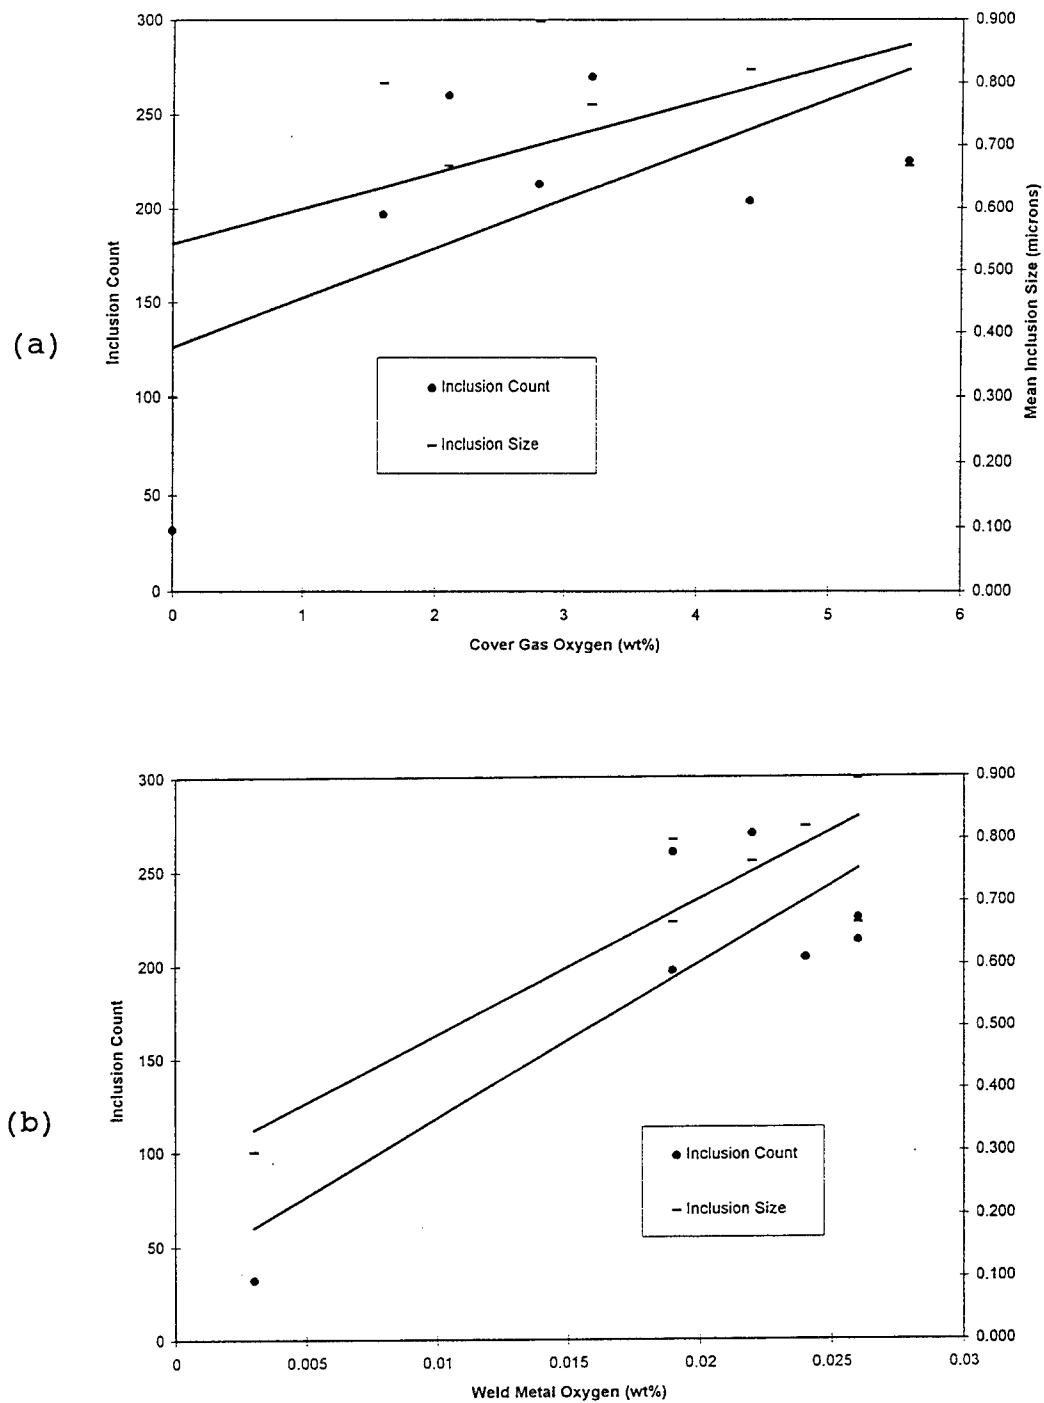 300
250
200
150
100
50
0
Inclusion Count
(a)
0.900
0.800
0.700
0.600
0.500
0.400
0.300
0.200
0.100
0.000
Mean Inclusion Size (microns)
Inclusion Count
Inclusion Size
0 1 2 3 4 5 6
Cover Gas Oxygen (wt%)
300
250
200
150
100
50
0
Inclusion Count
(b)
0.900
0.800
0.700
0.600
0.500
0.400
0.300
0.200
0.100
0.000
Inclusion Count
Inclusion Size
0 0.005 0.01 0.015 0.02 0.025 0.03
Weld Metal Oxygen (wt%)